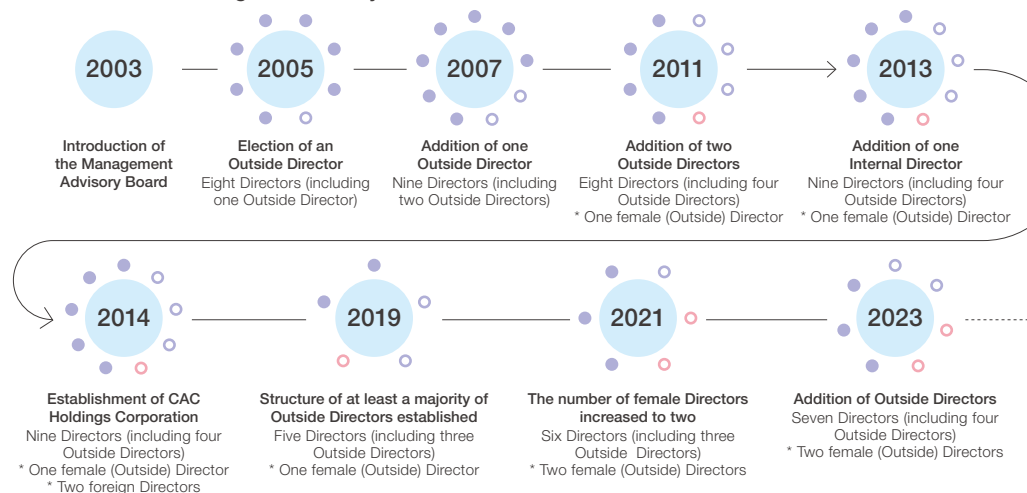 2003
Introduction of
the Management
Advisory Board
2005
Election of an
Outside Director
Eight Directors (including
one Outside Director)
2007
Addition of one
Outside Director
Nine Directors (including
two Outside Directors)
2011
Addition of two
Outside Directors
Eight Directors (including four
Outside Directors)
* One female (Outside) Director
2013
Addition of one
Internal Director
Nine Directors (including four
Outside Directors)
* One female (Outside) Director
2014
Establishment of CAC
Holdings Corporation
Nine Directors (including four
Outside Directors)
* One female (Outside) Director
* Two foreign Directors
2019
Structure of at least a majority of
Outside Directors established
Five Directors (including three
Outside Directors)
* One female (Outside) Director
2021
The number of female Directors
increased to two
Six Directors (including three
Outside Directors)
* Two female (Outside) Directors
2023
Addition of Outside Directors
Seven Directors (including four
Outside Directors)
* Two female (Outside) Directors